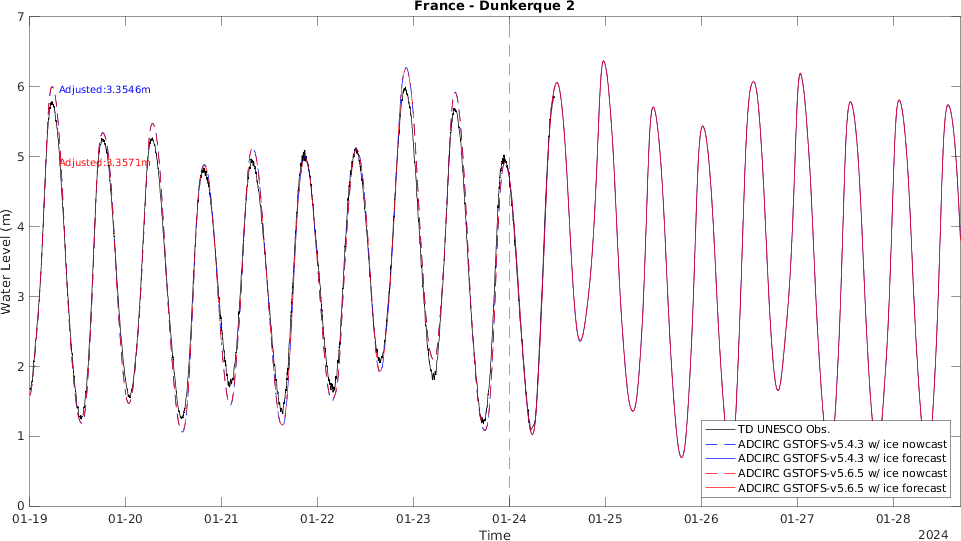 France - Dunkerque 2
7
6
5
4
3
2
1
0
Water Level (m)
Adjusted:3.3546m
Adjusted:3.3571m
TD UNESCO Obs.
ADCIRC GSTOFS-v5.4.3 w/ ice nowcast
ADCIRC GSTOFS-v5.4.3 w/ ice forecast
ADCIRC GSTOFS-v5.6.5 w/ ice nowcast
ADCIRC GSTOFS-v5.6.5 w/ ice forecast
01-19 01-20 01-21 01-22 01-23 01-24 01-25 01-26 01-27 01-28
Time
2024